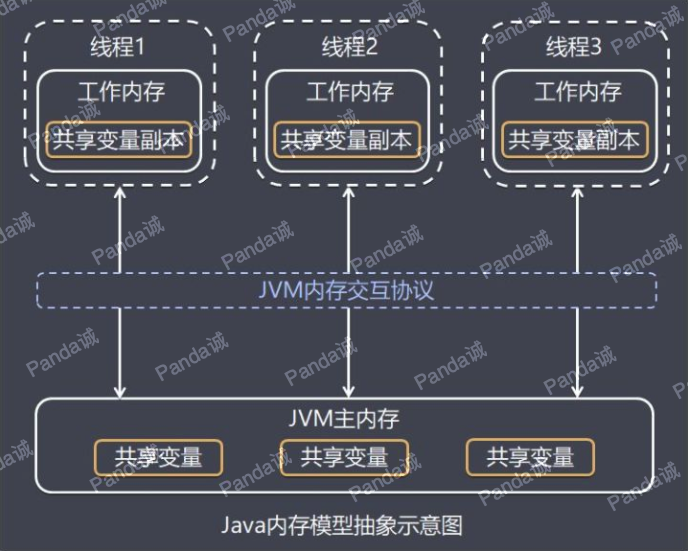 线程1 线程2 线程3
工作内存 工作内存 工作内存
共享变量副本 共享变量副本 共享变量副本
JVM内存交互协议
JVM主内存
共享变量 共享变量 共享变量
Java内存模型抽象示意图
Panda诚